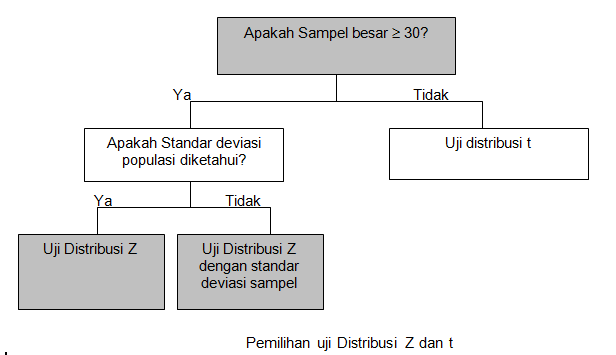 Apakah Sampel besar ≥ 30?
Ya
Tidak
Apakah Standar deviasi
populasi diketahui?
Uji distribusi t
Ya
Tidak
Uji Distribusi Z
Uji Distribusi Z
dengan standar
deviasi sampel
Pemilihan uji Distribusi Z dan t
.